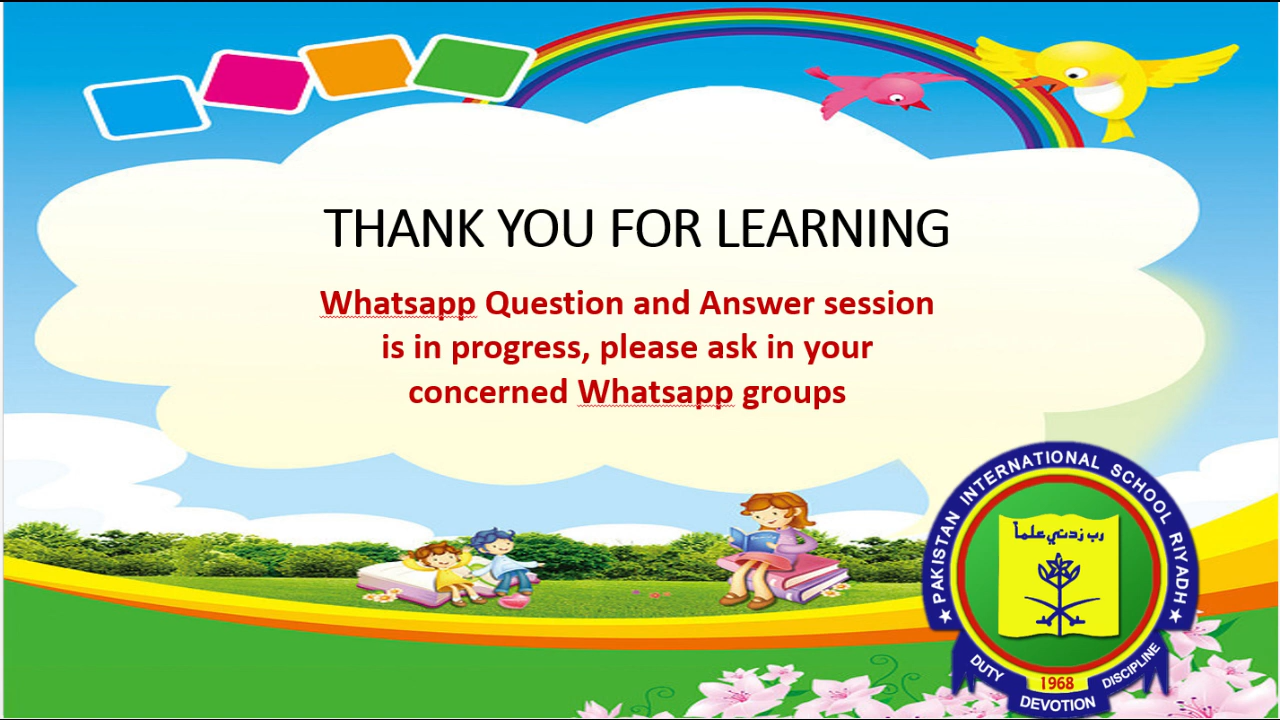 THANK YOU FOR LEARNING
Whatsapp Question and Answer session
is in progress, please ask in your
concerned Whatsapp groups
PAKISTAN INTERNATIONAL SCHOOL RIYADH
رب زدني علماً
DUTY
1968
DISCIPLINE
DEVOTION